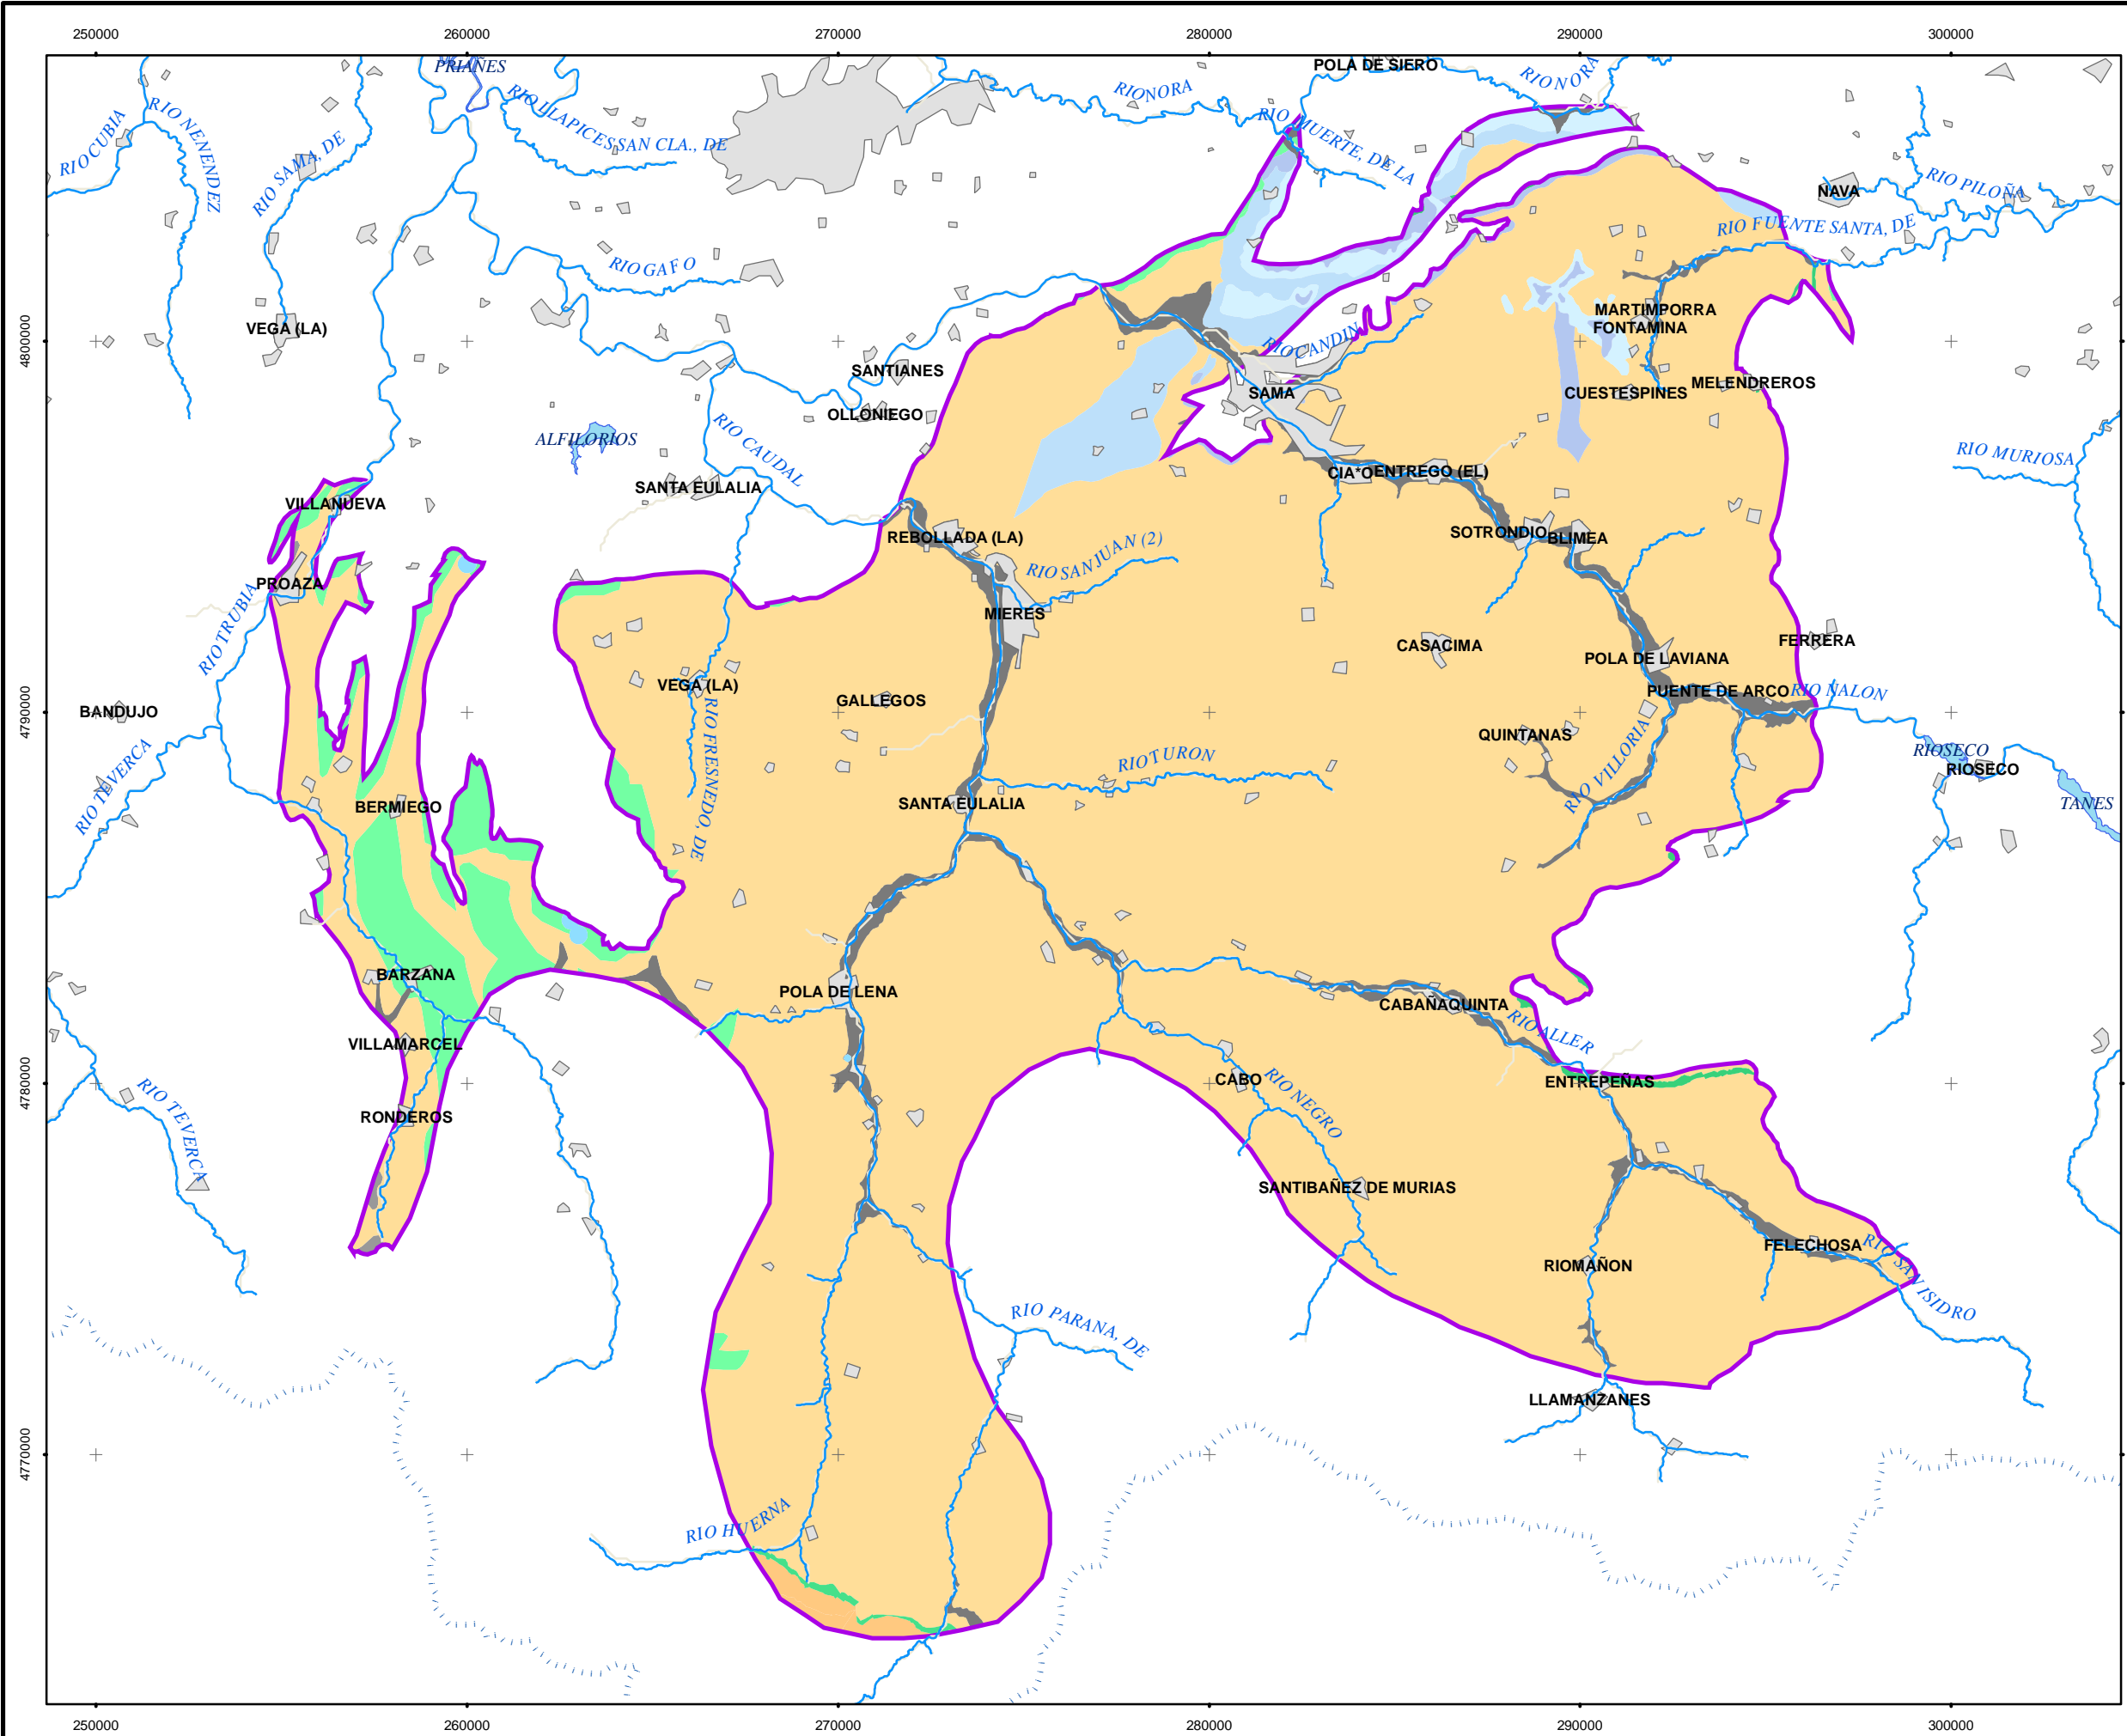 250000 260000 270000 280000 290000 300000
PRIAÑES
POLA DE SIERO
RIO NORA
RIO NORA
RIO CUBIA
RIO NENENDEZ
RIO SAMA, DE
SAN CLA., DE
RIO MUERTE, DE LA
NAVA
RIO PILOÑA
RIO FUENTE SANTA, DE
RIO GAFO
4800000
VEGA (LA)
MARTIMPORRA
FONTAMINA
RIO CANDIN
SANTIANES
MELENDREROS
SAMA
CUESTESPINES
OLLONIEGO
ALFILORIOS
RIO CAUDAL
RIO MURIOSA
CIA*O
ENTREGO (EL)
SANTA EULALIA
VILLANUEVA
SOTRONDIO
BLIMEA
REBOLLADA (LA)
RIO SAN JUAN (2)
PROAZA
RIO TRUBIA
MIERES
CASACIMA
FERRERA
POLA DE LAVIANA
VEGA (LA)
PUENTE DE ARCO
RIO NALON
GALLEGOS
4790000
BANDUJO
QUINTANAS
RIO TEVERCA
RIO FRESNEDO, DE
RIO TURON
RIO VILLORIA
RIOSECO
RIOSECO
TANES
BERMIEGO
SANTA EULALIA
BARZANA
POLA DE LENA
CABAÑAQUINTA
RIO ALLER
VILLAMARCEL
4780000
CABO
ENTREPEÑAS
RIO TEVERCA
RONDEROS
RIO NEGRO
SANTIBAÑEZ DE MURIAS
FELECHOSA
RIOMAÑON
RIO SAN ISIDRO
RIO PARANA, DE
LLAMANZANES
4770000
RIO HUERNA
250000 260000 270000 280000 290000 300000